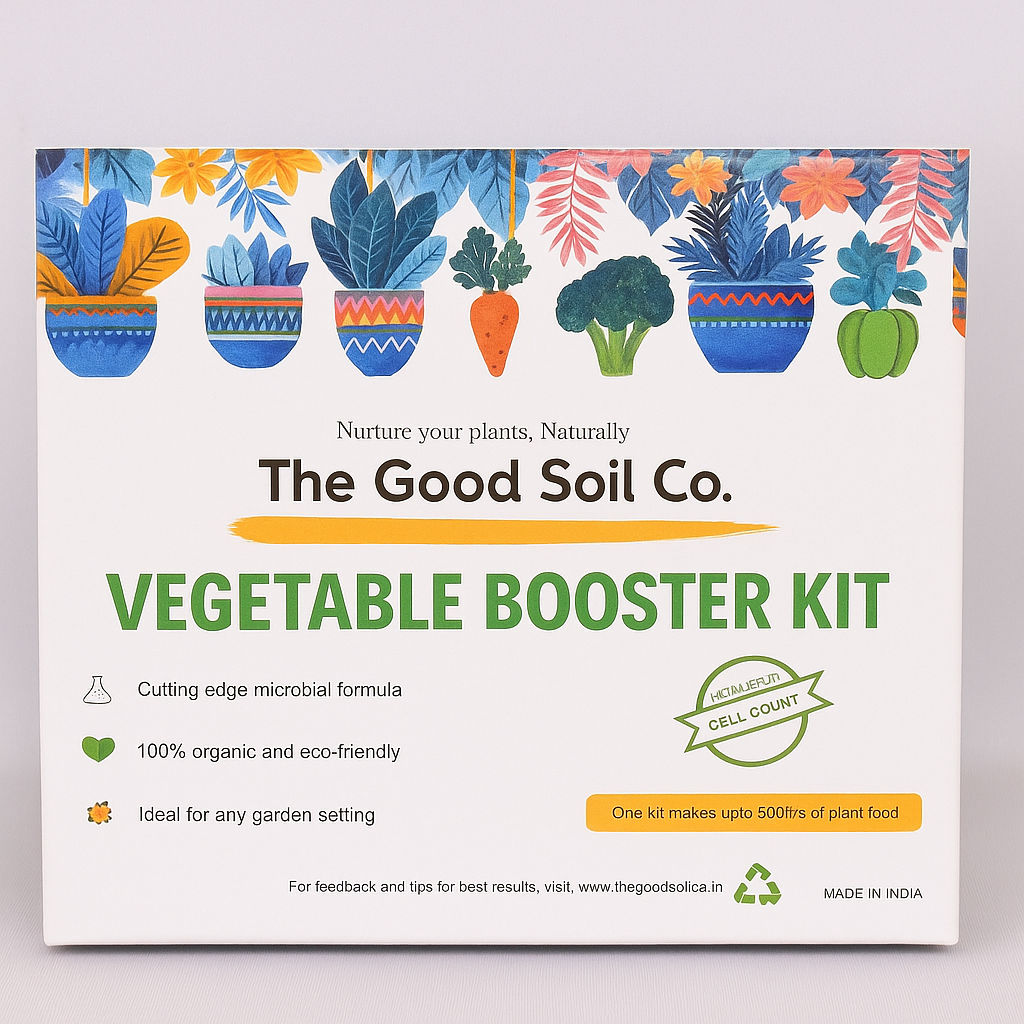 Nurture your plants, Naturally
The Good Soil Co.
VEGETABLE BOOSTER KIT
Cutting edge microbial formula
100% organic and eco-friendly
Ideal for any garden setting
CELL COUNT
One kit makes upto of plant food
For feedback and tips for best results, visit, www.thegoodsolica.in
MADE IN INDIA